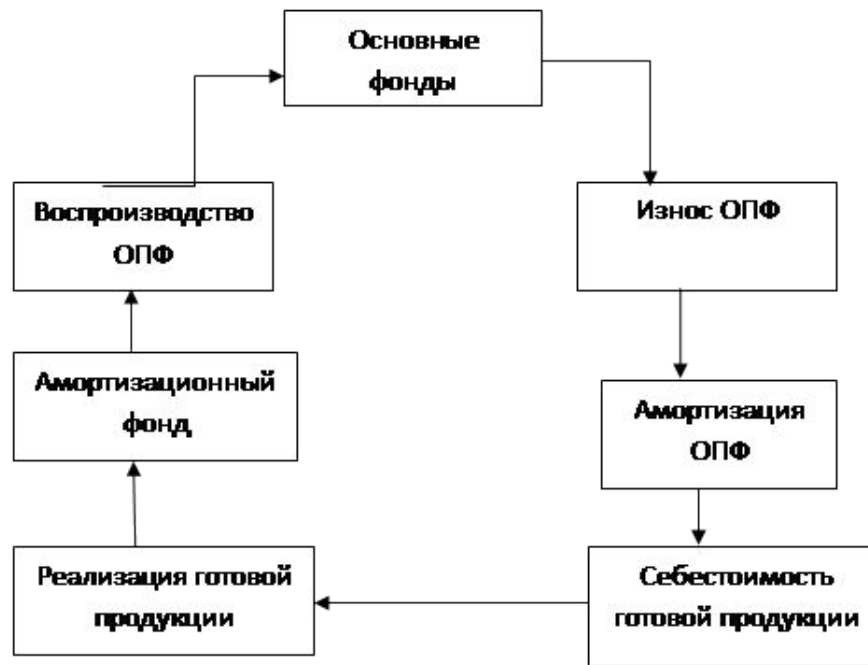 Основные
фонды
Воспроизводство
ОПФ
Износ ОПФ
Амортизационный
фонд
Амортизация
ОПФ
Реализация готовой
продукции
Себестоимость
готовой продукции